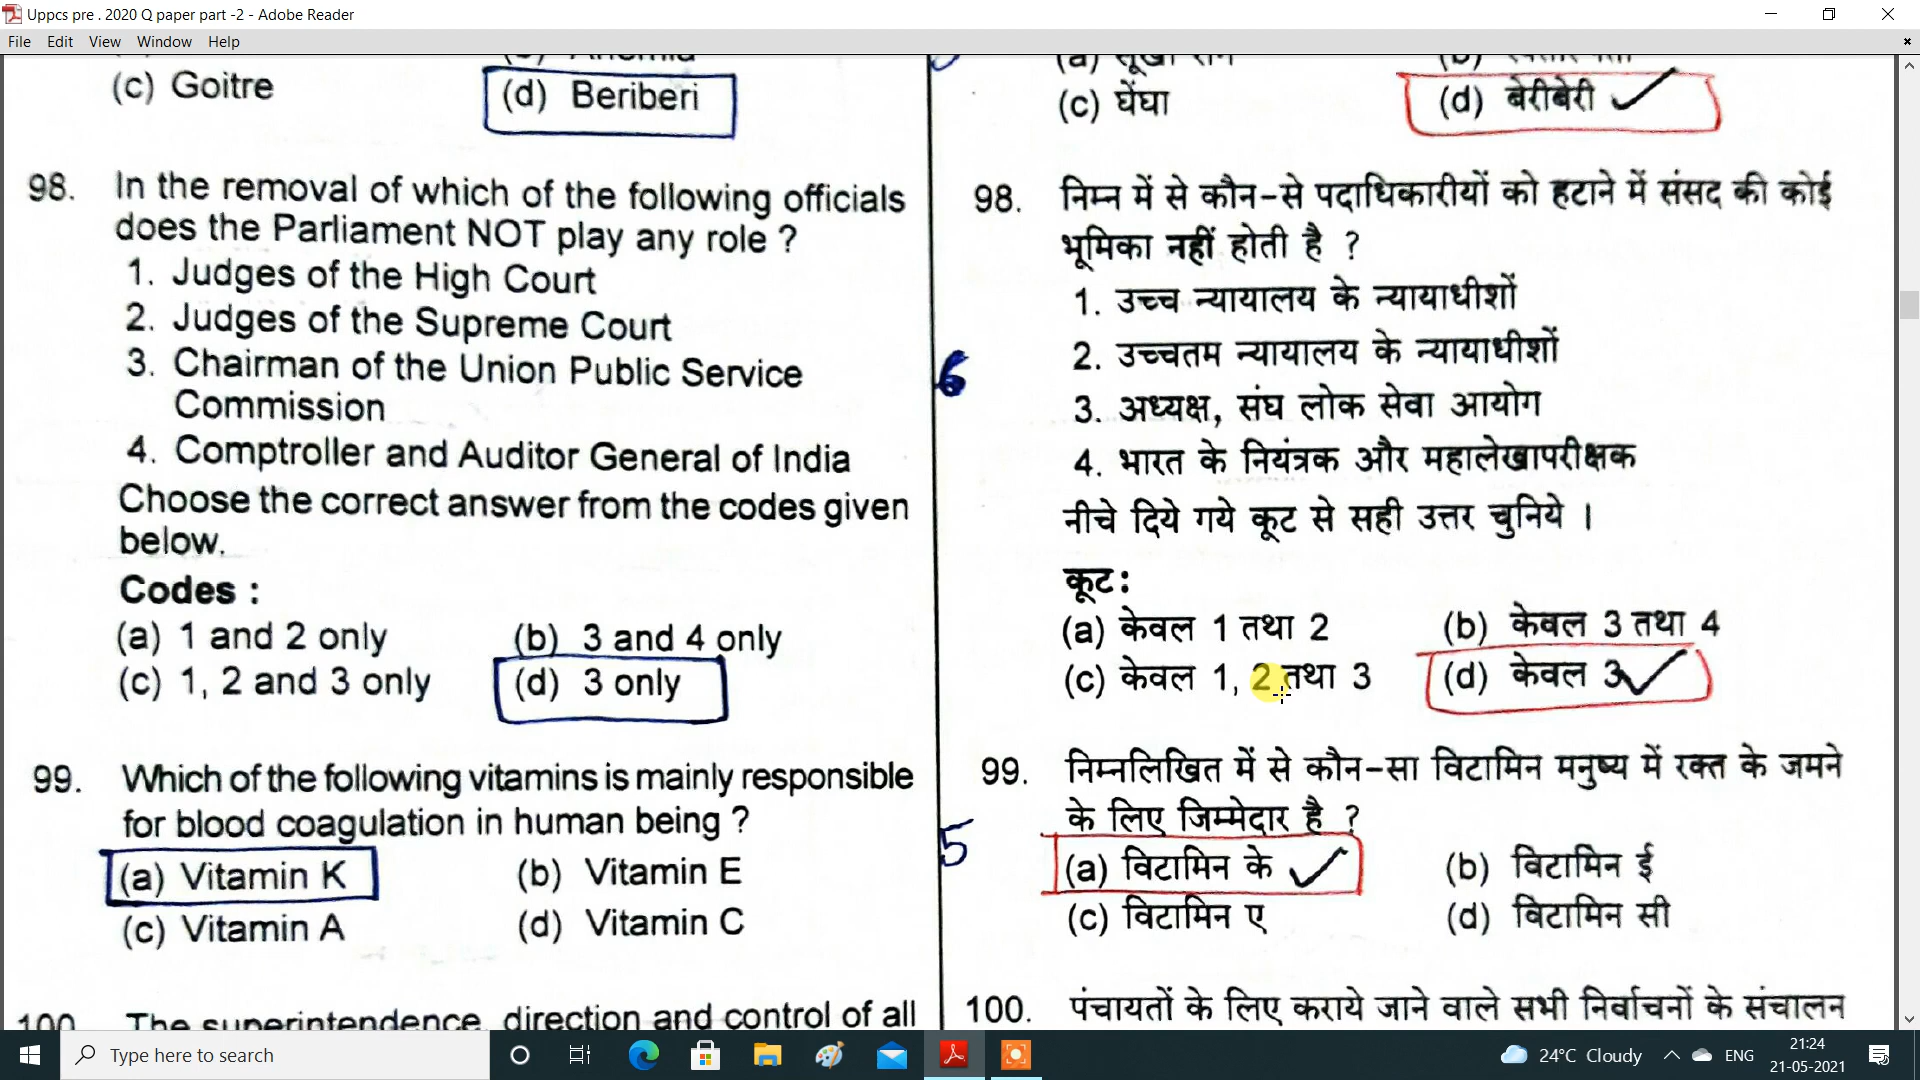 Uppcs pre . 2020 Q paper part -2 - Adobe Reader
File Edit View Window Help
(c) Goitre
(d) Beriberi
98. In the removal of which of the following officials
does the Parliament NOT play any role ?
1. Judges of the High Court
2. Judges of the Supreme Court
3. Chairman of the Union Public Service
Commission
4. Comptroller and Auditor General of India
Choose the correct answer from the codes given
below.
Codes :
(a) 1 and 2 only (b) 3 and 4 only
(c) 1, 2 and 3 only (d) 3 only
99. Which of the following vitamins is mainly responsible
for blood coagulation in human being ?
(a) Vitamin K (b) Vitamin E
(c) Vitamin A (d) Vitamin C
100. The superintendence, direction and control of all
6
5
(c) घेंघा (d) बेरीबेरी
98. निम्न में से कौन-से पदाधिकारीयों को हटाने में संसद की कोई
भूमिका नहीं होती है ?
1. उच्च न्यायालय के न्यायाधीशों
2. उच्चतम न्यायालय के न्यायाधीशों
3. अध्यक्ष, संघ लोक सेवा आयोग
4. भारत के नियंत्रक और महालेखापरीक्षक
नीचे दिये गये कूट से सही उत्तर चुनिये ।
कूट:
(a) केवल 1 तथा 2 (b) केवल 3 तथा 4
(c) केवल 1, 2 तथा 3 (d) केवल 3
99. निम्नलिखित में से कौन-सा विटामिन मनुष्य में रक्त के जमने
के लिए जिम्मेदार है ?
(a) विटामिन के (b) विटामिन ई
(c) विटामिन ए (d) विटामिन सी
100. पंचायतों के लिए कराये जाने वाले सभी निर्वाचनों के संचालन
Type here to search
24°C Cloudy
ENG
21:24
21-05-2021